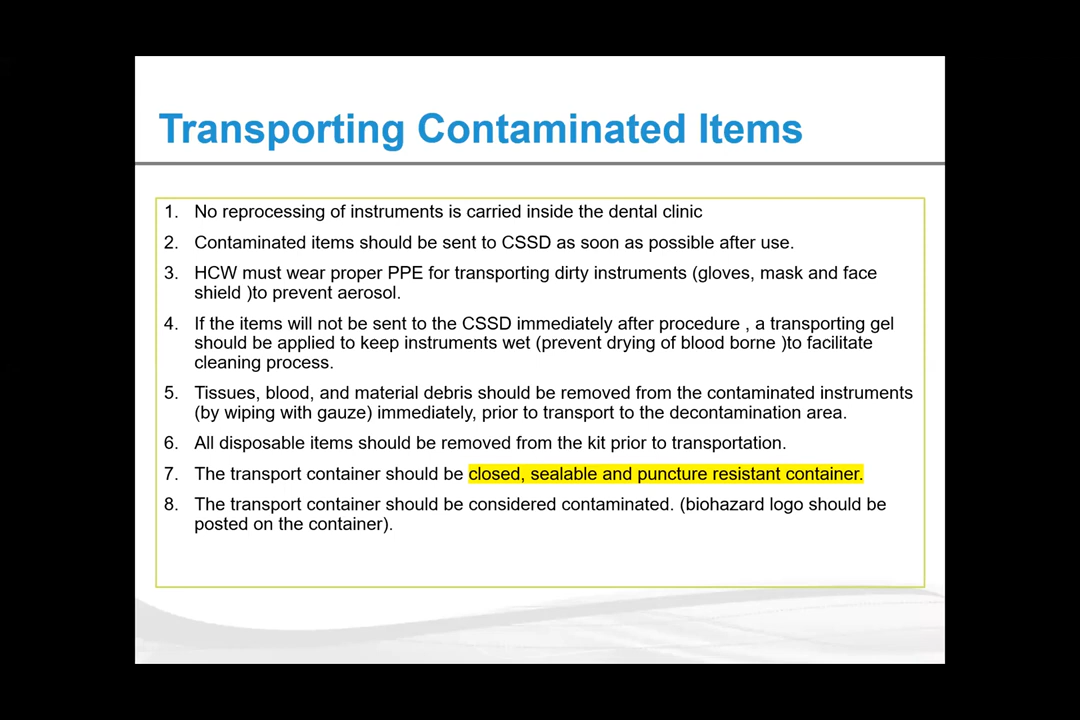 Transporting Contaminated Items
1. No reprocessing of instruments is carried inside the dental clinic
2. Contaminated items should be sent to CSSD as soon as possible after use.
3. HCW must wear proper PPE for transporting dirty instruments (gloves, mask and face
shield )to prevent aerosol.
4. If the items will not be sent to the CSSD immediately after procedure , a transporting gel
should be applied to keep instruments wet (prevent drying of blood borne )to facilitate
cleaning process.
5. Tissues, blood, and material debris should be removed from the contaminated instruments
(by wiping with gauze) immediately, prior to transport to the decontamination area.
6. All disposable items should be removed from the kit prior to transportation.
7. The transport container should be closed, sealable and puncture resistant container.
8. The transport container should be considered contaminated. (biohazard logo should be
posted on the container).